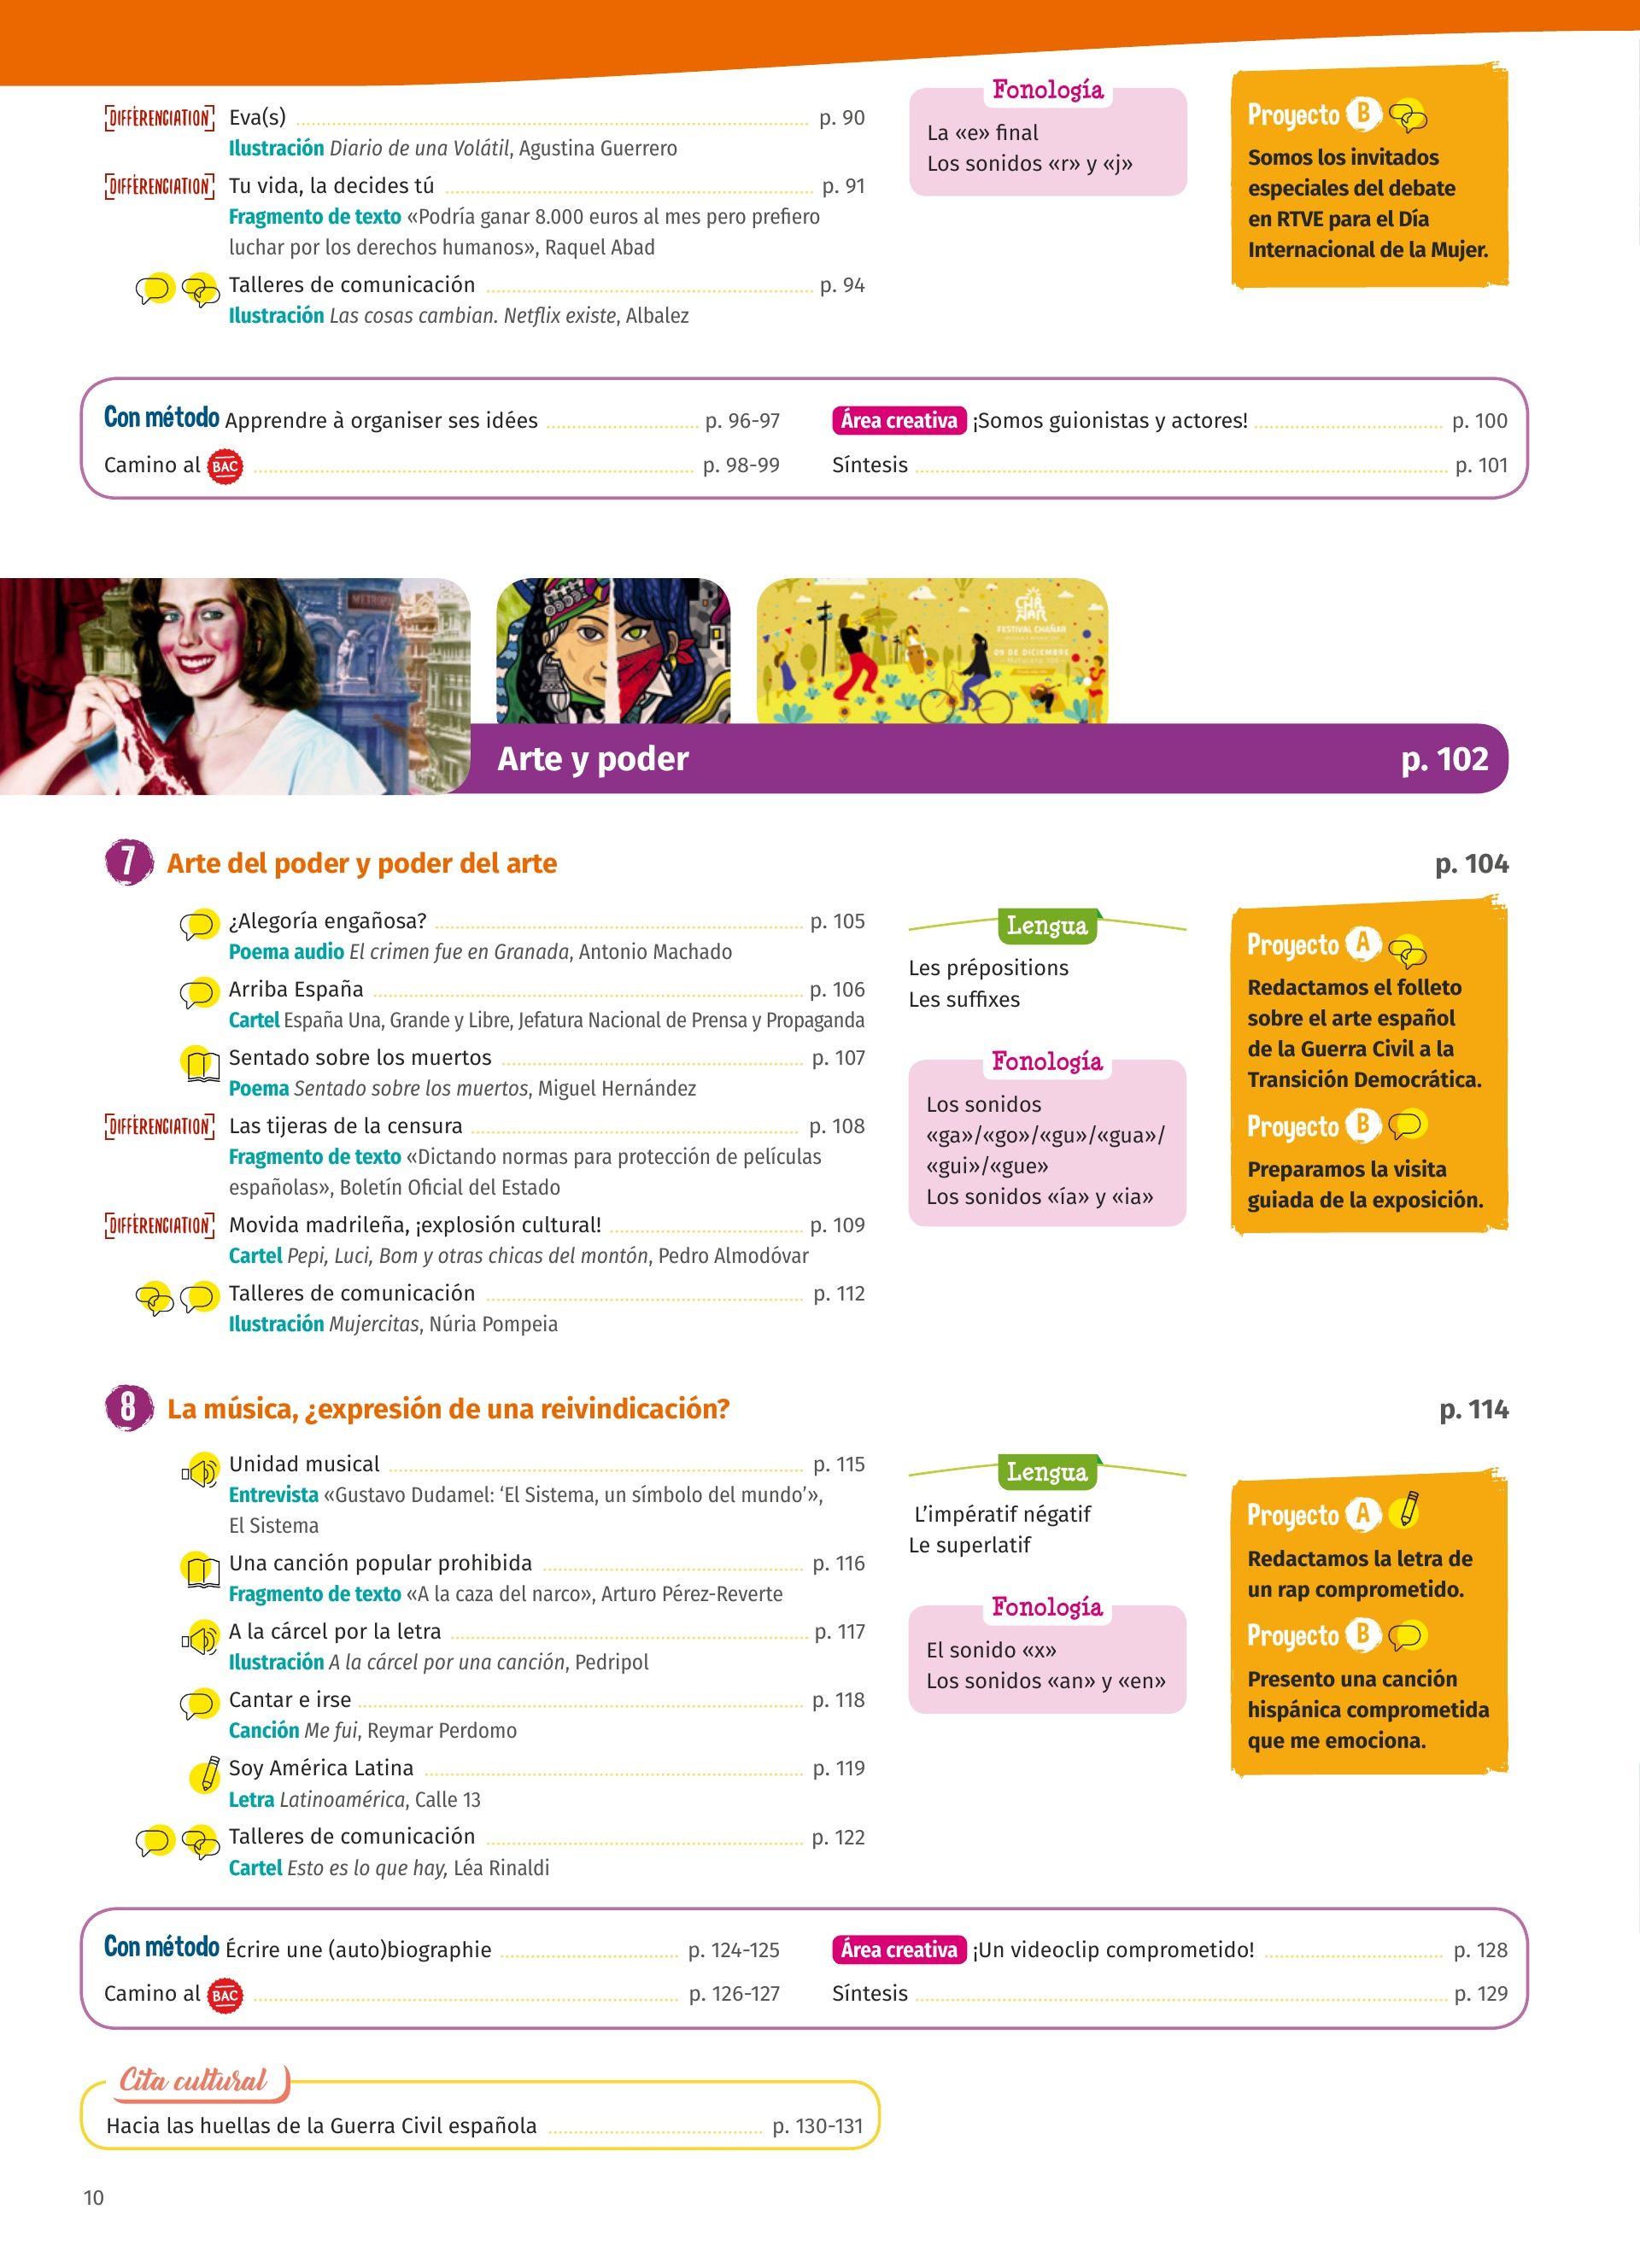 [DIFFÉRENCIATION] Eva(s) p. 90
Ilustración Diario de una Volátil, Agustina Guerrero
[DIFFÉRENCIATION] Tu vida, la decides tú p. 91
Fragmento de texto «Podría ganar 8.000 euros al mes pero prefiero
luchar por los derechos humanos», Raquel Abad
Talleres de comunicación p. 94
Ilustración Las cosas cambian. Netflix existe, Albalez
Fonología
La «e» final
Los sonidos «r» y «j»
Proyecto B
Somos los invitados
especiales del debate
en RTVE para el Día
Internacional de la Mujer.
Con método Apprendre à organiser ses idées p. 96-97
Camino al BAC p. 98-99
Área creativa ¡Somos guionistas y actores! p. 100
Síntesis p. 101
CHAÑAR
FESTIVAL CHAÑAR
09 DE DICIEMBRE
Arte y poder p. 102
7 Arte del poder y poder del arte p. 104
¿Alegoría engañosa? p. 105
Poema audio El crimen fue en Granada, Antonio Machado
Arriba España p. 106
Cartel España Una, Grande y Libre, Jefatura Nacional de Prensa y Propaganda
Sentado sobre los muertos p. 107
Poema Sentado sobre los muertos, Miguel Hernández
[DIFFÉRENCIATION] Las tijeras de la censura p. 108
Fragmento de texto «Dictando normas para protección de películas
españolas», Boletín Oficial del Estado
[DIFFÉRENCIATION] Movida madrileña, ¡explosión cultural! p. 109
Cartel Pepi, Luci, Bom y otras chicas del montón, Pedro Almodóvar
Talleres de comunicación p. 112
Ilustración Mujercitas, Núria Pompeia
Lengua
Les prépositions
Les suffixes
Fonología
Los sonidos
«ga»/«go»/«gu»/«gua»/
«gui»/«gue»
Los sonidos «ía» y «ia»
Proyecto A
Redactamos el folleto
sobre el arte español
de la Guerra Civil a la
Transición Democrática.
Proyecto B
Preparamos la visita
guiada de la exposición.
8 La música, ¿expresión de una reivindicación? p. 114
Unidad musical p. 115
Entrevista «Gustavo Dudamel: ‘El Sistema, un símbolo del mundo’»,
El Sistema
Una canción popular prohibida p. 116
Fragmento de texto «A la caza del narco», Arturo Pérez-Reverte
A la cárcel por la letra p. 117
Ilustración A la cárcel por una canción, Pedripol
Cantar e irse p. 118
Canción Me fui, Reymar Perdomo
Soy América Latina p. 119
Letra Latinoamérica, Calle 13
Talleres de comunicación p. 122
Cartel Esto es lo que hay, Léa Rinaldi
Lengua
L’impératif négatif
Le superlatif
Fonología
El sonido «x»
Los sonidos «an» y «en»
Proyecto A
Redactamos la letra de
un rap comprometido.
Proyecto B
Presento una canción
hispánica comprometida
que me emociona.
Con método Écrire une (auto)biographie p. 124-125
Camino al BAC p. 126-127
Área creativa ¡Un videoclip comprometido! p. 128
Síntesis p. 129
Cita cultural
Hacia las huellas de la Guerra Civil española p. 130-131
10